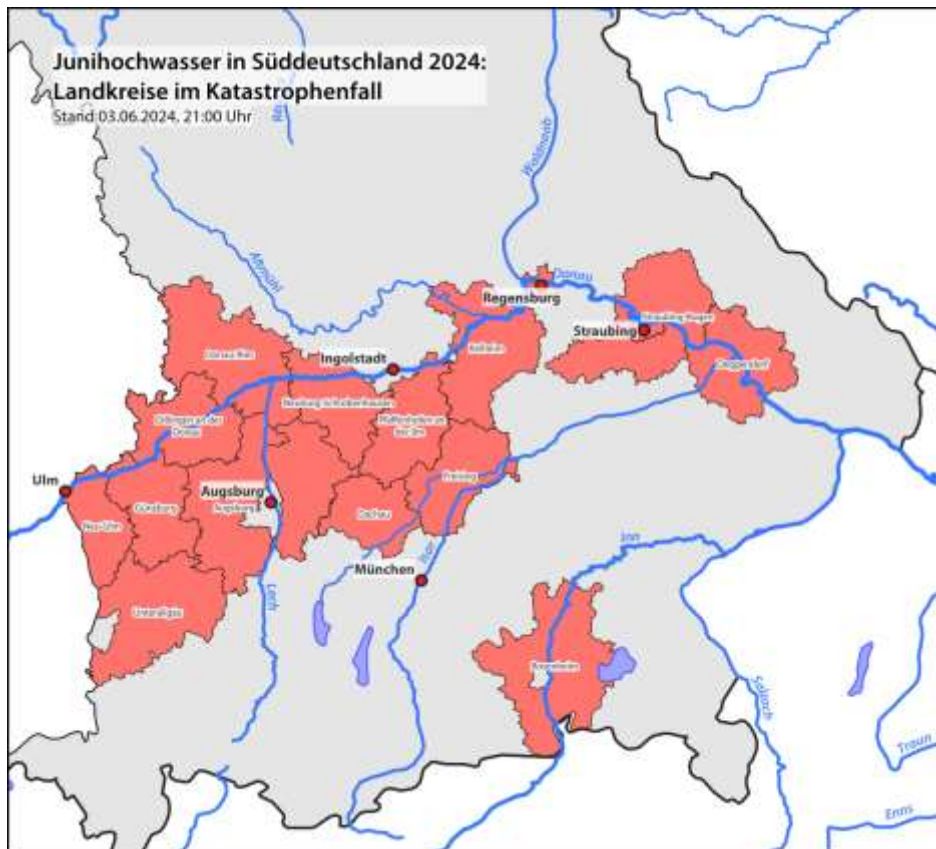 Junihochwasser in Süddeutschland 2024:
Landkreise im Katastrophenfall
Stand 03.06.2024, 21:00 Uhr
Waldnaab
Altmühl
Donau
Regensburg
Straubing-Bogen
Straubing
Donau-Ries
Kelheim
Ingolstadt
Deggendorf
Neuburg-Schrobenhausen
Dillingen an der
Donau
Pfaffenhofen an
der Ilm
Ulm
Freising
Augsburg
Günzburg
Augsburg
Dachau
Neu-Ulm
Isar
Inn
München
Lech
Unterallgäu
Rosenheim
Salzach
Traun
Enns